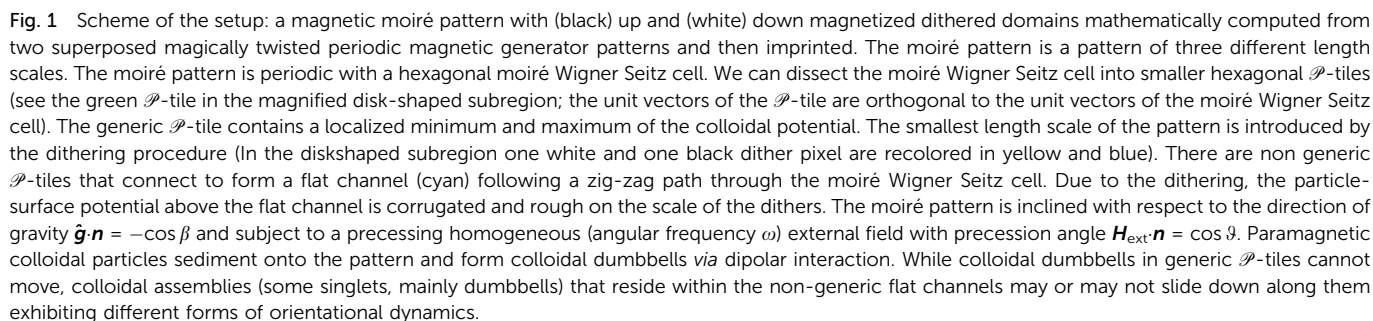 Fig. 1 Scheme of the setup: a magnetic moiré pattern with (black) up and (white) down magnetized dithered domains mathematically computed from
two superposed magically twisted periodic magnetic generator patterns and then imprinted. The moiré pattern is a pattern of three different length
scales. The moiré pattern is periodic with a hexagonal moiré Wigner Seitz cell. We can dissect the moiré Wigner Seitz cell into smaller hexagonal 𝒫-tiles
(see the green 𝒫-tile in the magnified disk-shaped subregion; the unit vectors of the 𝒫-tile are orthogonal to the unit vectors of the moiré Wigner Seitz
cell). The generic 𝒫-tile contains a localized minimum and maximum of the colloidal potential. The smallest length scale of the pattern is introduced by
the dithering procedure (In the diskshaped subregion one white and one black dither pixel are recolored in yellow and blue). There are non generic
𝒫-tiles that connect to form a flat channel (cyan) following a zig-zag path through the moiré Wigner Seitz cell. Due to the dithering, the particle-
surface potential above the flat channel is corrugated and rough on the scale of the dithers. The moiré pattern is inclined with respect to the direction of
gravity ĝ·n = −cos β and subject to a precessing homogeneous (angular frequency ω) external field with precession angle Hext·n = cos ϑ. Paramagnetic
colloidal particles sediment onto the pattern and form colloidal dumbbells via dipolar interaction. While colloidal dumbbells in generic 𝒫-tiles cannot
move, colloidal assemblies (some singlets, mainly dumbbells) that reside within the non-generic flat channels may or may not slide down along them
exhibiting different forms of orientational dynamics.